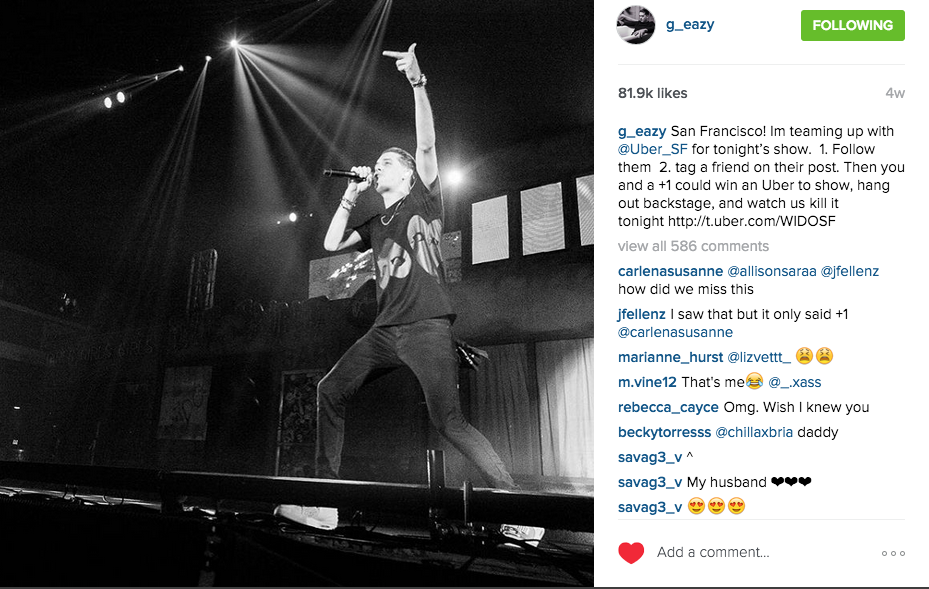 g_eazy
FOLLOWING
81.9k likes
4w
g_eazy San Francisco! Im teaming up with
@Uber_SF for tonight's show. 1. Follow
them 2. tag a friend on their post. Then you
and a +1 could win an Uber to show, hang
out backstage, and watch us kill it
tonight http://t.uber.com/WIDOSF
view all 586 comments
carlenasusanne @allisonsaraa @jfellenz
how did we miss this
jfellenz I saw that but it only said +1
@carlenasusanne
marianne_hurst @lizvettt_ 😫😫
m.vine12 That's me😂 @_.xass
rebecca_cayce Omg. Wish I knew you
beckytorresss @chillaxbria daddy
savag3_v ^
savag3_v My husband ❤❤❤
savag3_v 😍😍😍
Add a comment...